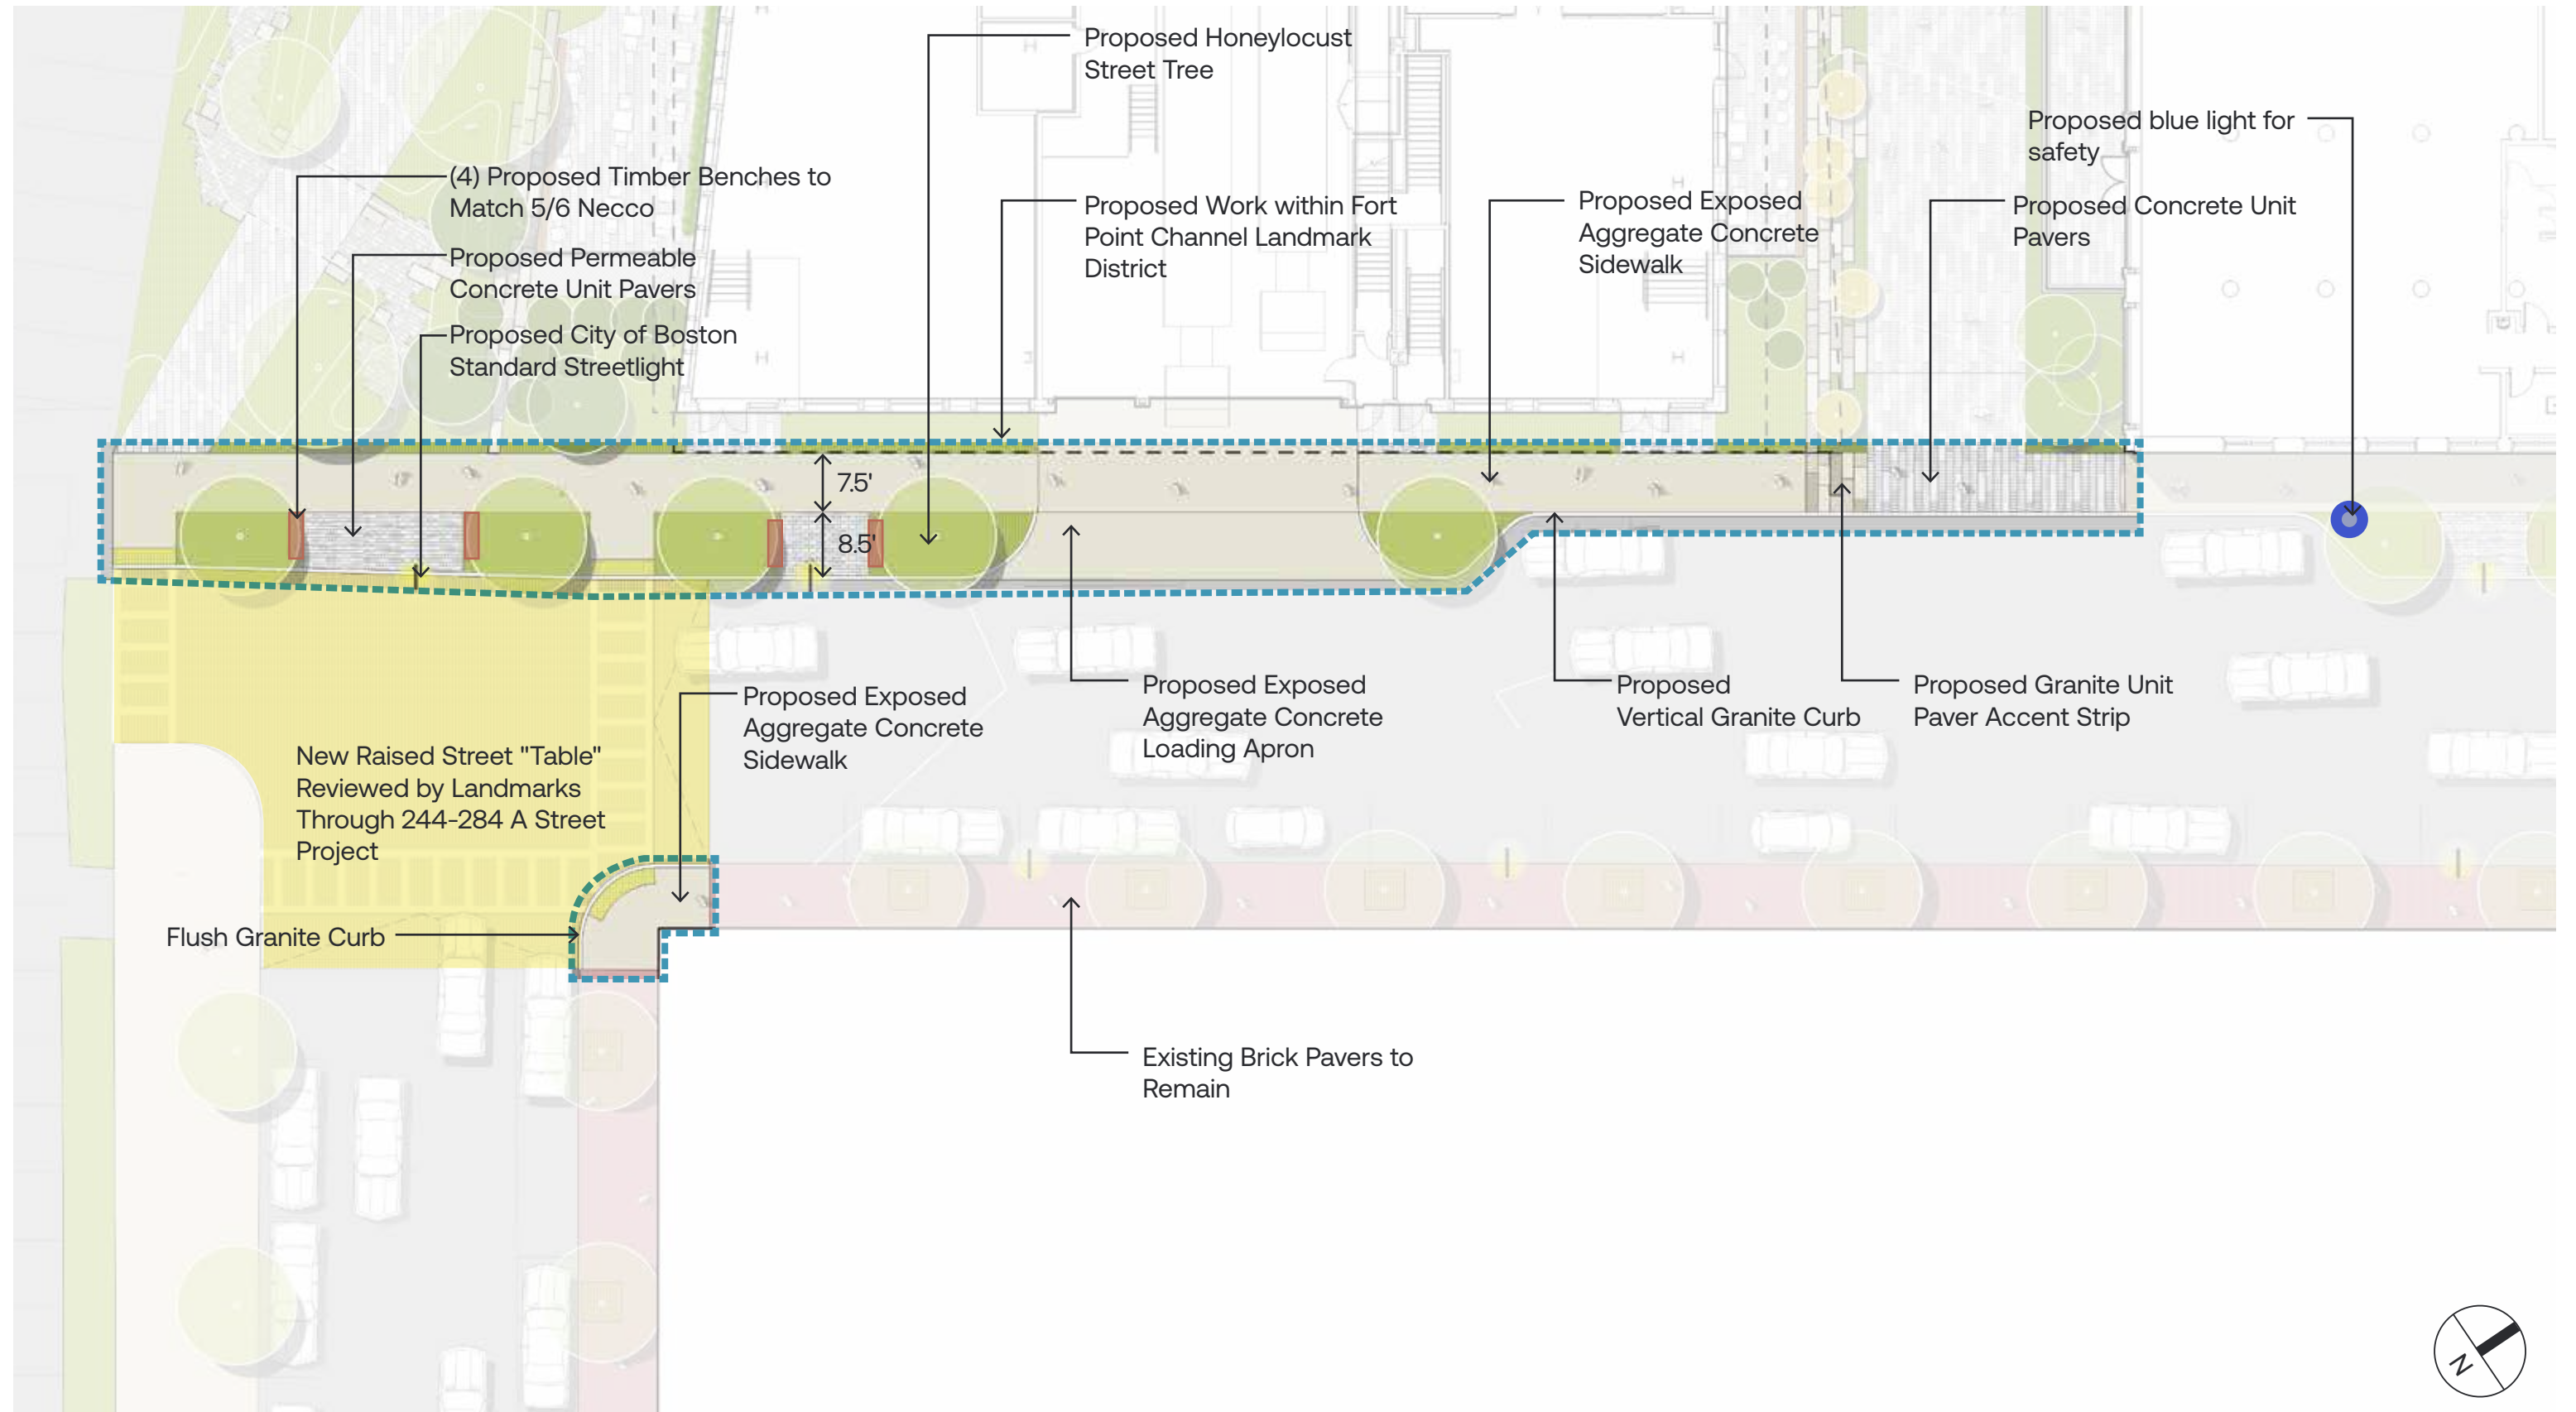 Proposed Honeylocust
Street Tree
Proposed blue light for
safety
(4) Proposed Timber Benches to
Match 5/6 Necco
Proposed Work within Fort
Point Channel Landmark
District
Proposed Exposed
Aggregate Concrete
Sidewalk
Proposed Concrete Unit
Pavers
Proposed Permeable
Concrete Unit Pavers
Proposed City of Boston
Standard Streetlight
7.5'
8.5'
Proposed Exposed
Aggregate Concrete
Sidewalk
Proposed Exposed
Aggregate Concrete
Loading Apron
Proposed
Vertical Granite Curb
Proposed Granite Unit
Paver Accent Strip
New Raised Street "Table"
Reviewed by Landmarks
Through 244-284 A Street
Project
Flush Granite Curb
Existing Brick Pavers to
Remain
N